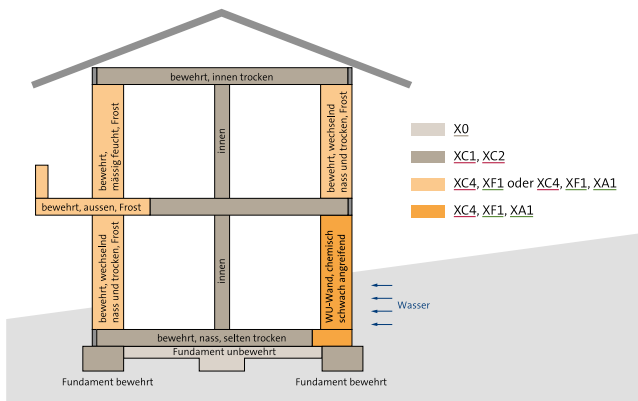 bewehrt, innen trocken
bewehrt,
mässig feucht, Frost
innen
bewehrt, wechselnd
nass und trocken, Frost
X0
XC1, XC2
XC4, XF1 oder XC4, XF1, XA1
XC4, XF1, XA1
bewehrt, aussen, Frost
bewehrt, wechselnd
nass und trocken, Frost
innen
WU-Wand, chemisch
schwach angreifend
Wasser
bewehrt, nass, selten trocken
Fundament unbewehrt
Fundament bewehrt
Fundament bewehrt